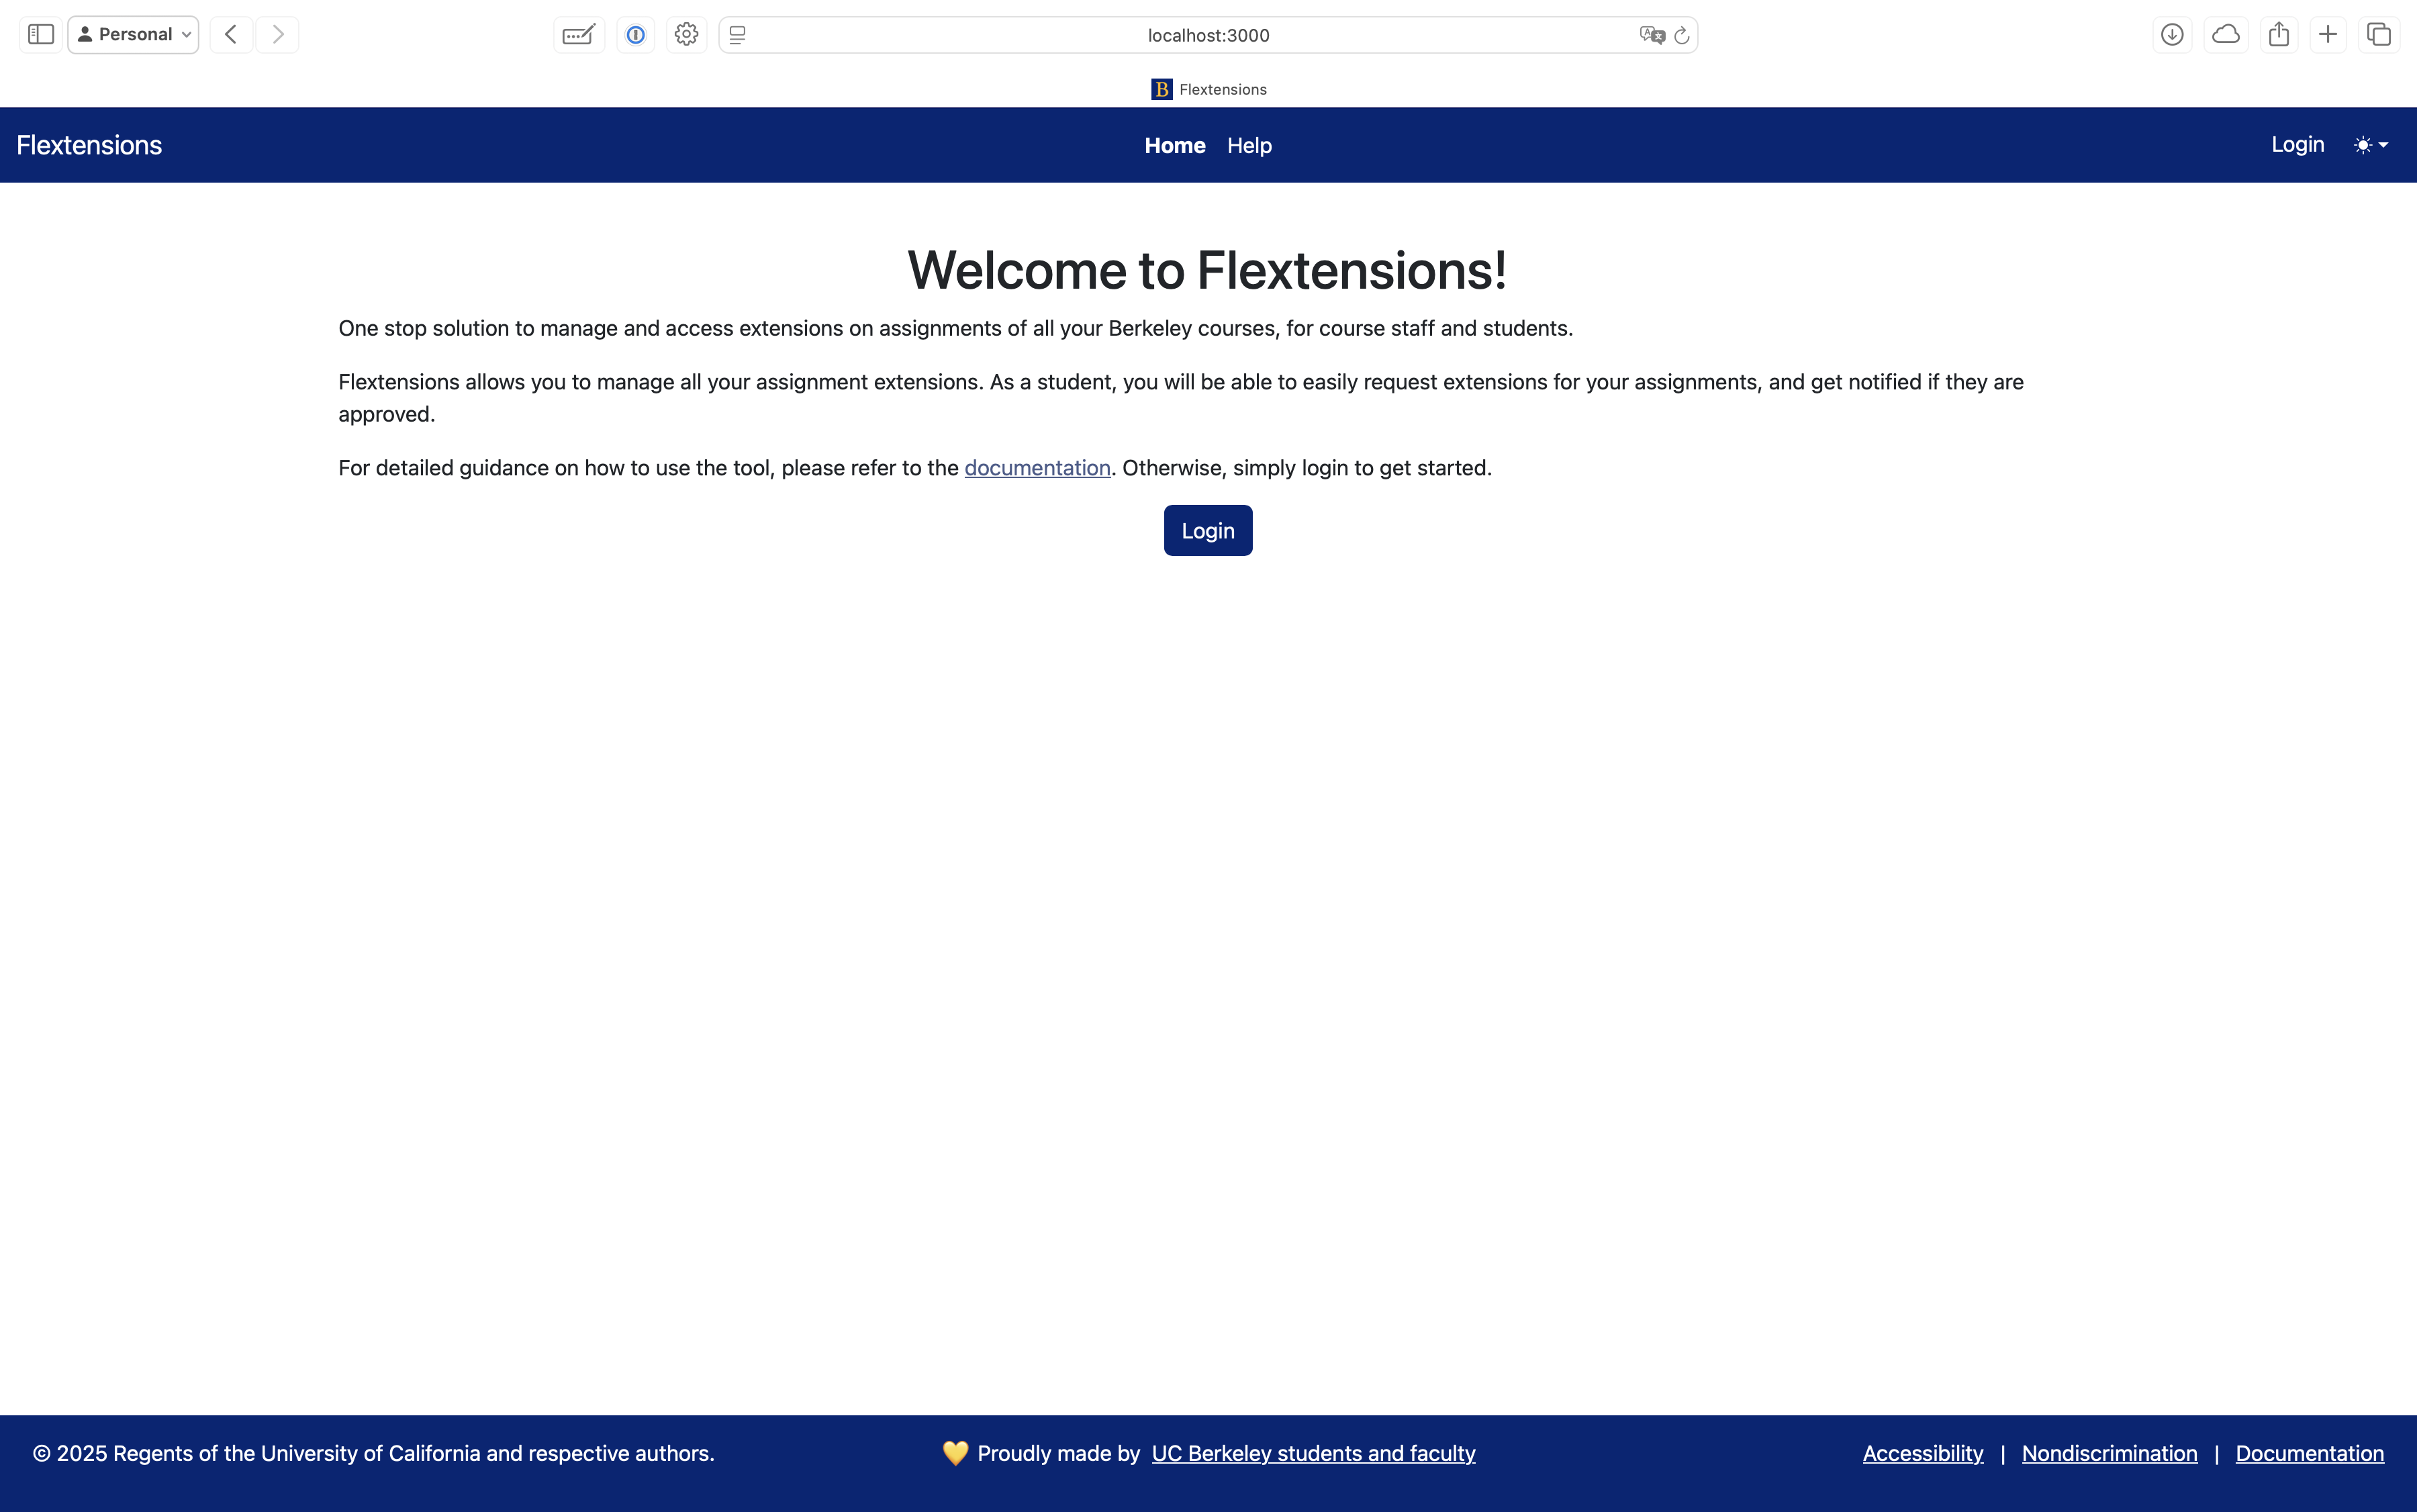 Personal
localhost:3000
B Flextensions
Flextensions
Home Help
Login
Welcome to Flextensions!
One stop solution to manage and access extensions on assignments of all your Berkeley courses, for course staff and students.
Flextensions allows you to manage all your assignment extensions. As a student, you will be able to easily request extensions for your assignments, and get notified if they are
approved.
For detailed guidance on how to use the tool, please refer to the documentation. Otherwise, simply login to get started.
Login
© 2025 Regents of the University of California and respective authors.
💛 Proudly made by UC Berkeley students and faculty
Accessibility | Nondiscrimination | Documentation